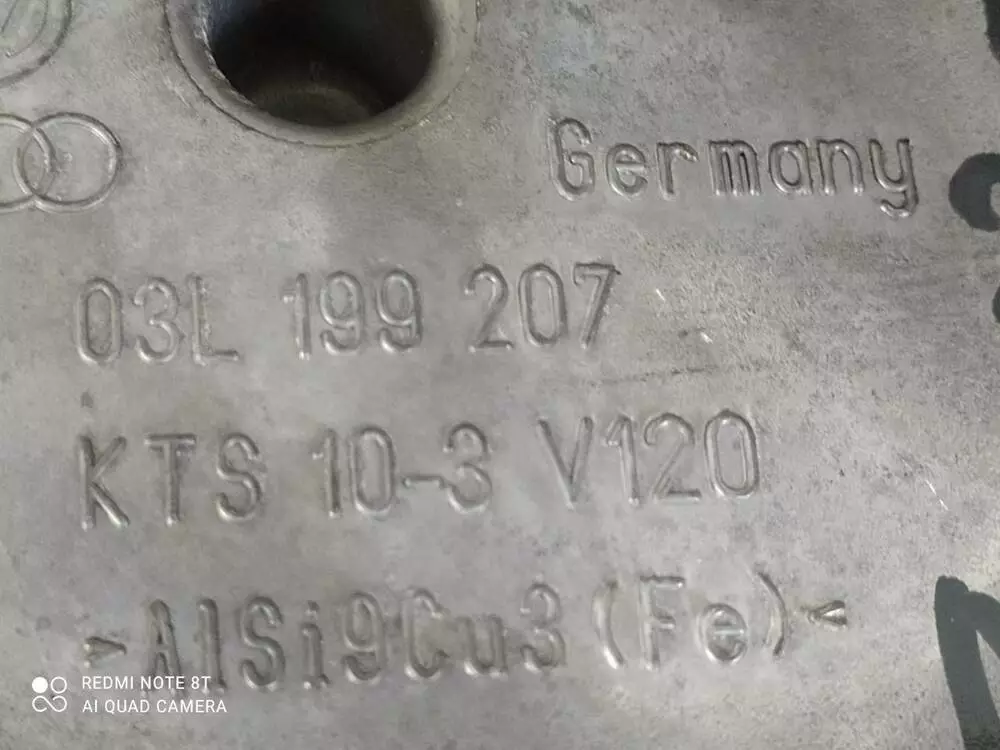 Germany
03L 199 207
KTS 10-3 V120
>AlSi9Cu3(Fe)<
REDMI NOTE 8T
AI QUAD CAMERA